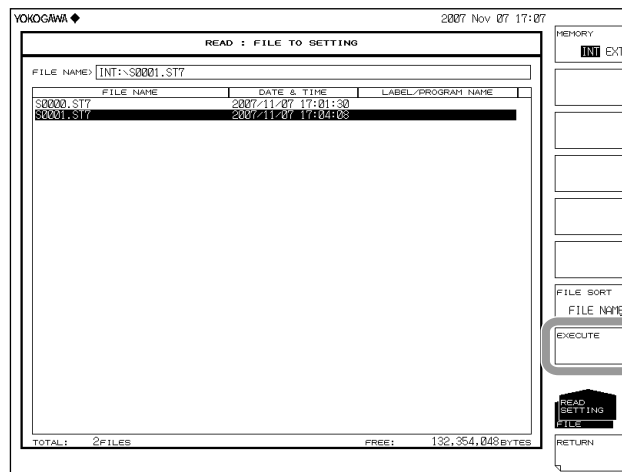 YOKOGAWA ◆ 2007 Nov 07 17:07
READ : FILE TO SETTING
FILE NAME> INT:\S0001.ST7
FILE NAME DATE & TIME LABEL/PROGRAM NAME
S0000.ST7 2007/11/07 17:01:30
S0001.ST7 2007/11/07 17:04:08
TOTAL: 2FILES FREE: 132,354,048BYTES
MEMORY
INT EXT
FILE SORT
FILE NAME
EXECUTE
READ
SETTING
FILE
RETURN